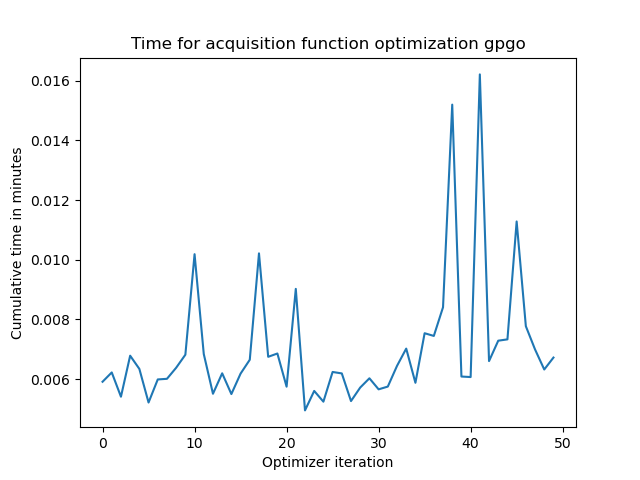 Time for acquisition function optimization gpgo
Cumulative time in minutes
0.016
0.014
0.012
0.010
0.008
0.006
0 10 20 30 40 50
Optimizer iteration